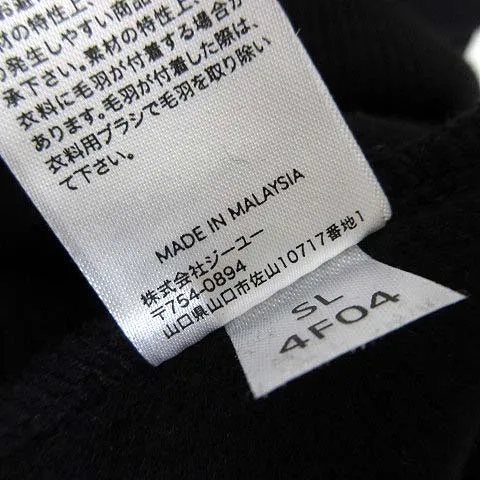 の特性上、
の発生しやすい商品
承下さい。素材の特性上、
衣料に毛羽が付着する場合が
あります。毛羽が付着した際は、
衣料用ブラシで毛羽を取り除い
て下さい。
MADE IN MALAYSIA
株式会社ジーユー
〒754-0894
山口県山口市佐山10717番地1
SL
4F04